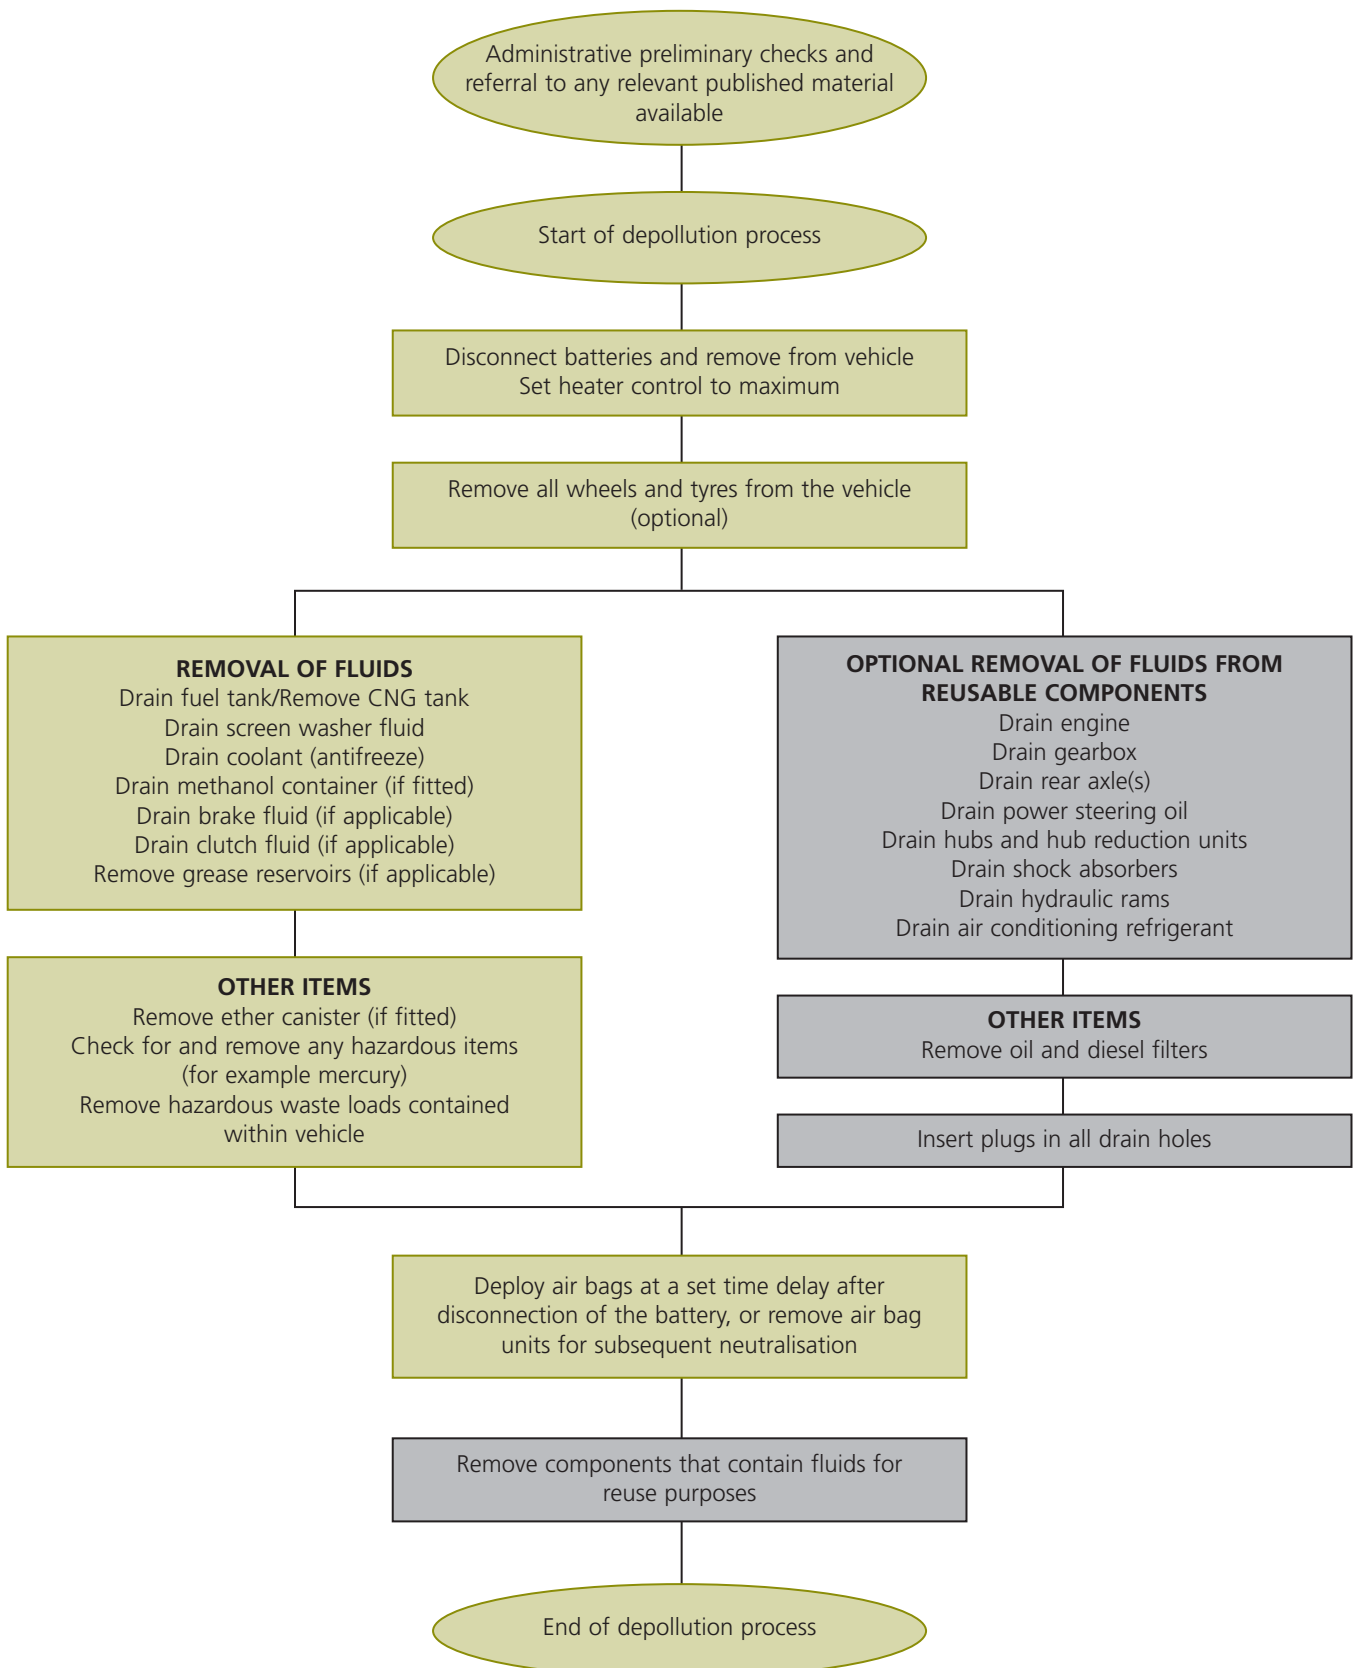 Administrative preliminary checks and
referral to any relevant published material
available
Start of depollution process
Disconnect batteries and remove from vehicle
Set heater control to maximum
Remove all wheels and tyres from the vehicle
(optional)
REMOVAL OF FLUIDS
Drain fuel tank/Remove CNG tank
Drain screen washer fluid
Drain coolant (antifreeze)
Drain methanol container (if fitted)
Drain brake fluid (if applicable)
Drain clutch fluid (if applicable)
Remove grease reservoirs (if applicable)
OTHER ITEMS
Remove ether canister (if fitted)
Check for and remove any hazardous items
(for example mercury)
Remove hazardous waste loads contained
within vehicle
OPTIONAL REMOVAL OF FLUIDS FROM
REUSABLE COMPONENTS
Drain engine
Drain gearbox
Drain rear axle(s)
Drain power steering oil
Drain hubs and hub reduction units
Drain shock absorbers
Drain hydraulic rams
Drain air conditioning refrigerant
OTHER ITEMS
Remove oil and diesel filters
Insert plugs in all drain holes
Deploy air bags at a set time delay after
disconnection of the battery, or remove air bag
units for subsequent neutralisation
Remove components that contain fluids for
reuse purposes
End of depollution process